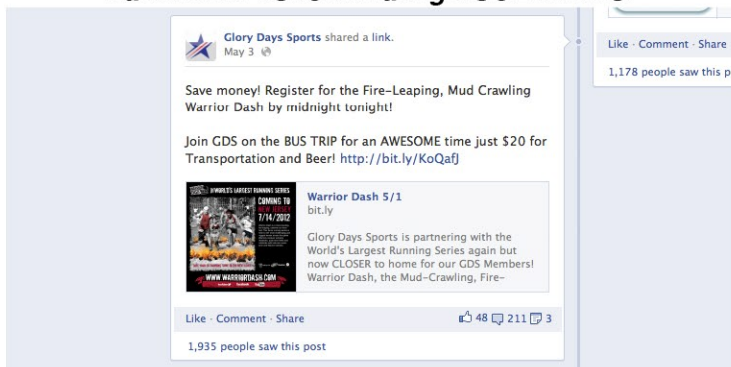 Glory Days Sports shared a link.
May 3
Save money! Register for the Fire-Leaping, Mud Crawling
Warrior Dash by midnight tonight!
Join GDS on the BUS TRIP for an AWESOME time just $20 for
Transportation and Beer! http://bit.ly/KoQafJ
WORLD'S LARGEST RUNNING SERIES
COMING TO
NEW JERSEY
7/14/2012
WWW.WARRIORDASH.COM
Warrior Dash 5/1
bit.ly
Glory Days Sports is partnering with the
World's Largest Running Series again but
now CLOSER to home for our GDS Members!
Warrior Dash, the Mud-Crawling, Fire-
Like · Comment · Share
48 211 3
1,935 people saw this post
Like · Comment · Share
1,178 people saw this p